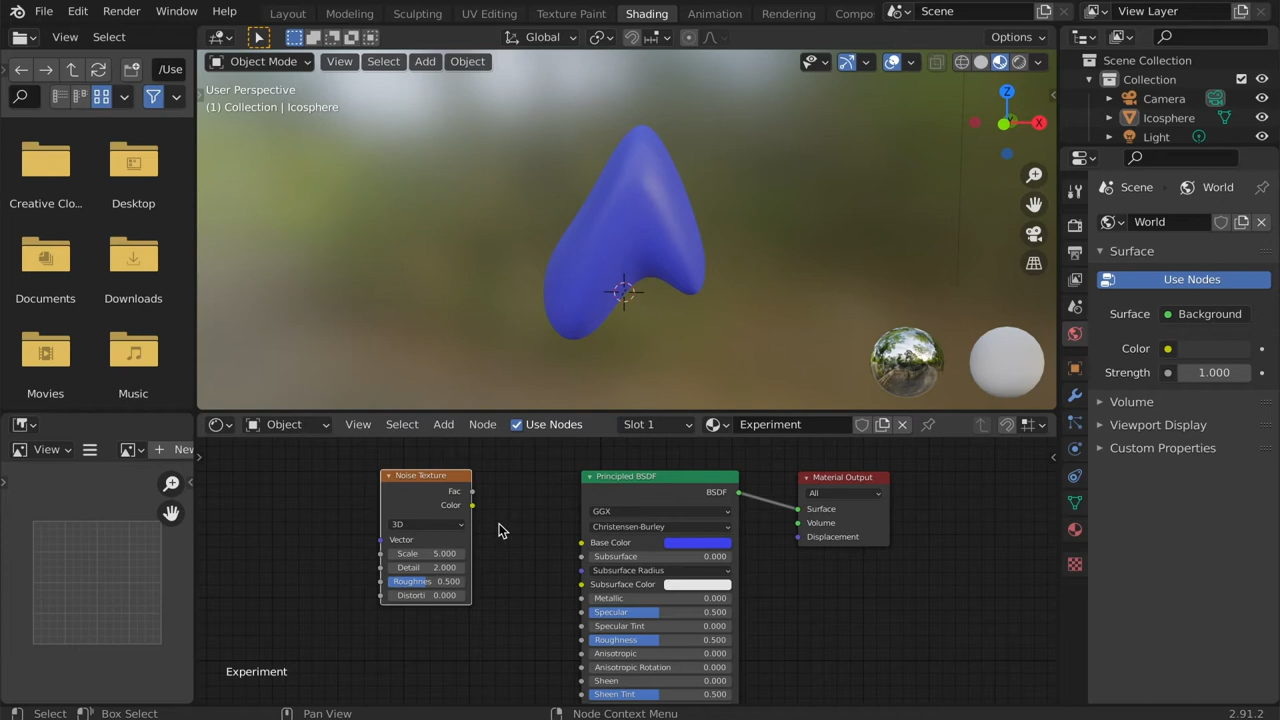 File Edit Render Window Help Layout Modeling Sculpting UV Editing Texture Paint Shading Animation Rendering Compo Scene View Layer
View Select Global Options
/Use Object Mode View Select Add Object Scene Collection
User Perspective
(1) Collection | Icosphere
Collection
Camera
Icosphere
Light
Z
X
Creative Clo... Desktop
Documents Downloads
Movies Music
Scene World
World
Surface
Use Nodes
Surface: Background
Color
Strength 1.000
Volume
Viewport Display
Custom Properties
Object View Select Add Node Use Nodes Slot 1 Experiment
View New
Noise Texture
Fac
Color
3D
Vector
Scale 5.000
Detail 2.000
Roughnes 0.500
Distorti 0.000
Principled BSDF
BSDF
GGX
Christensen-Burley
Base Color
Subsurface 0.000
Subsurface Radius
Subsurface Color
Metallic 0.000
Specular 0.500
Specular Tint 0.000
Roughness 0.500
Anisotropic 0.000
Anisotropic Rotation 0.000
Sheen 0.000
Sheen Tint 0.500
Material Output
All
Surface
Volume
Displacement
Experiment
Select Box Select Pan View Node Context Menu 2.91.2